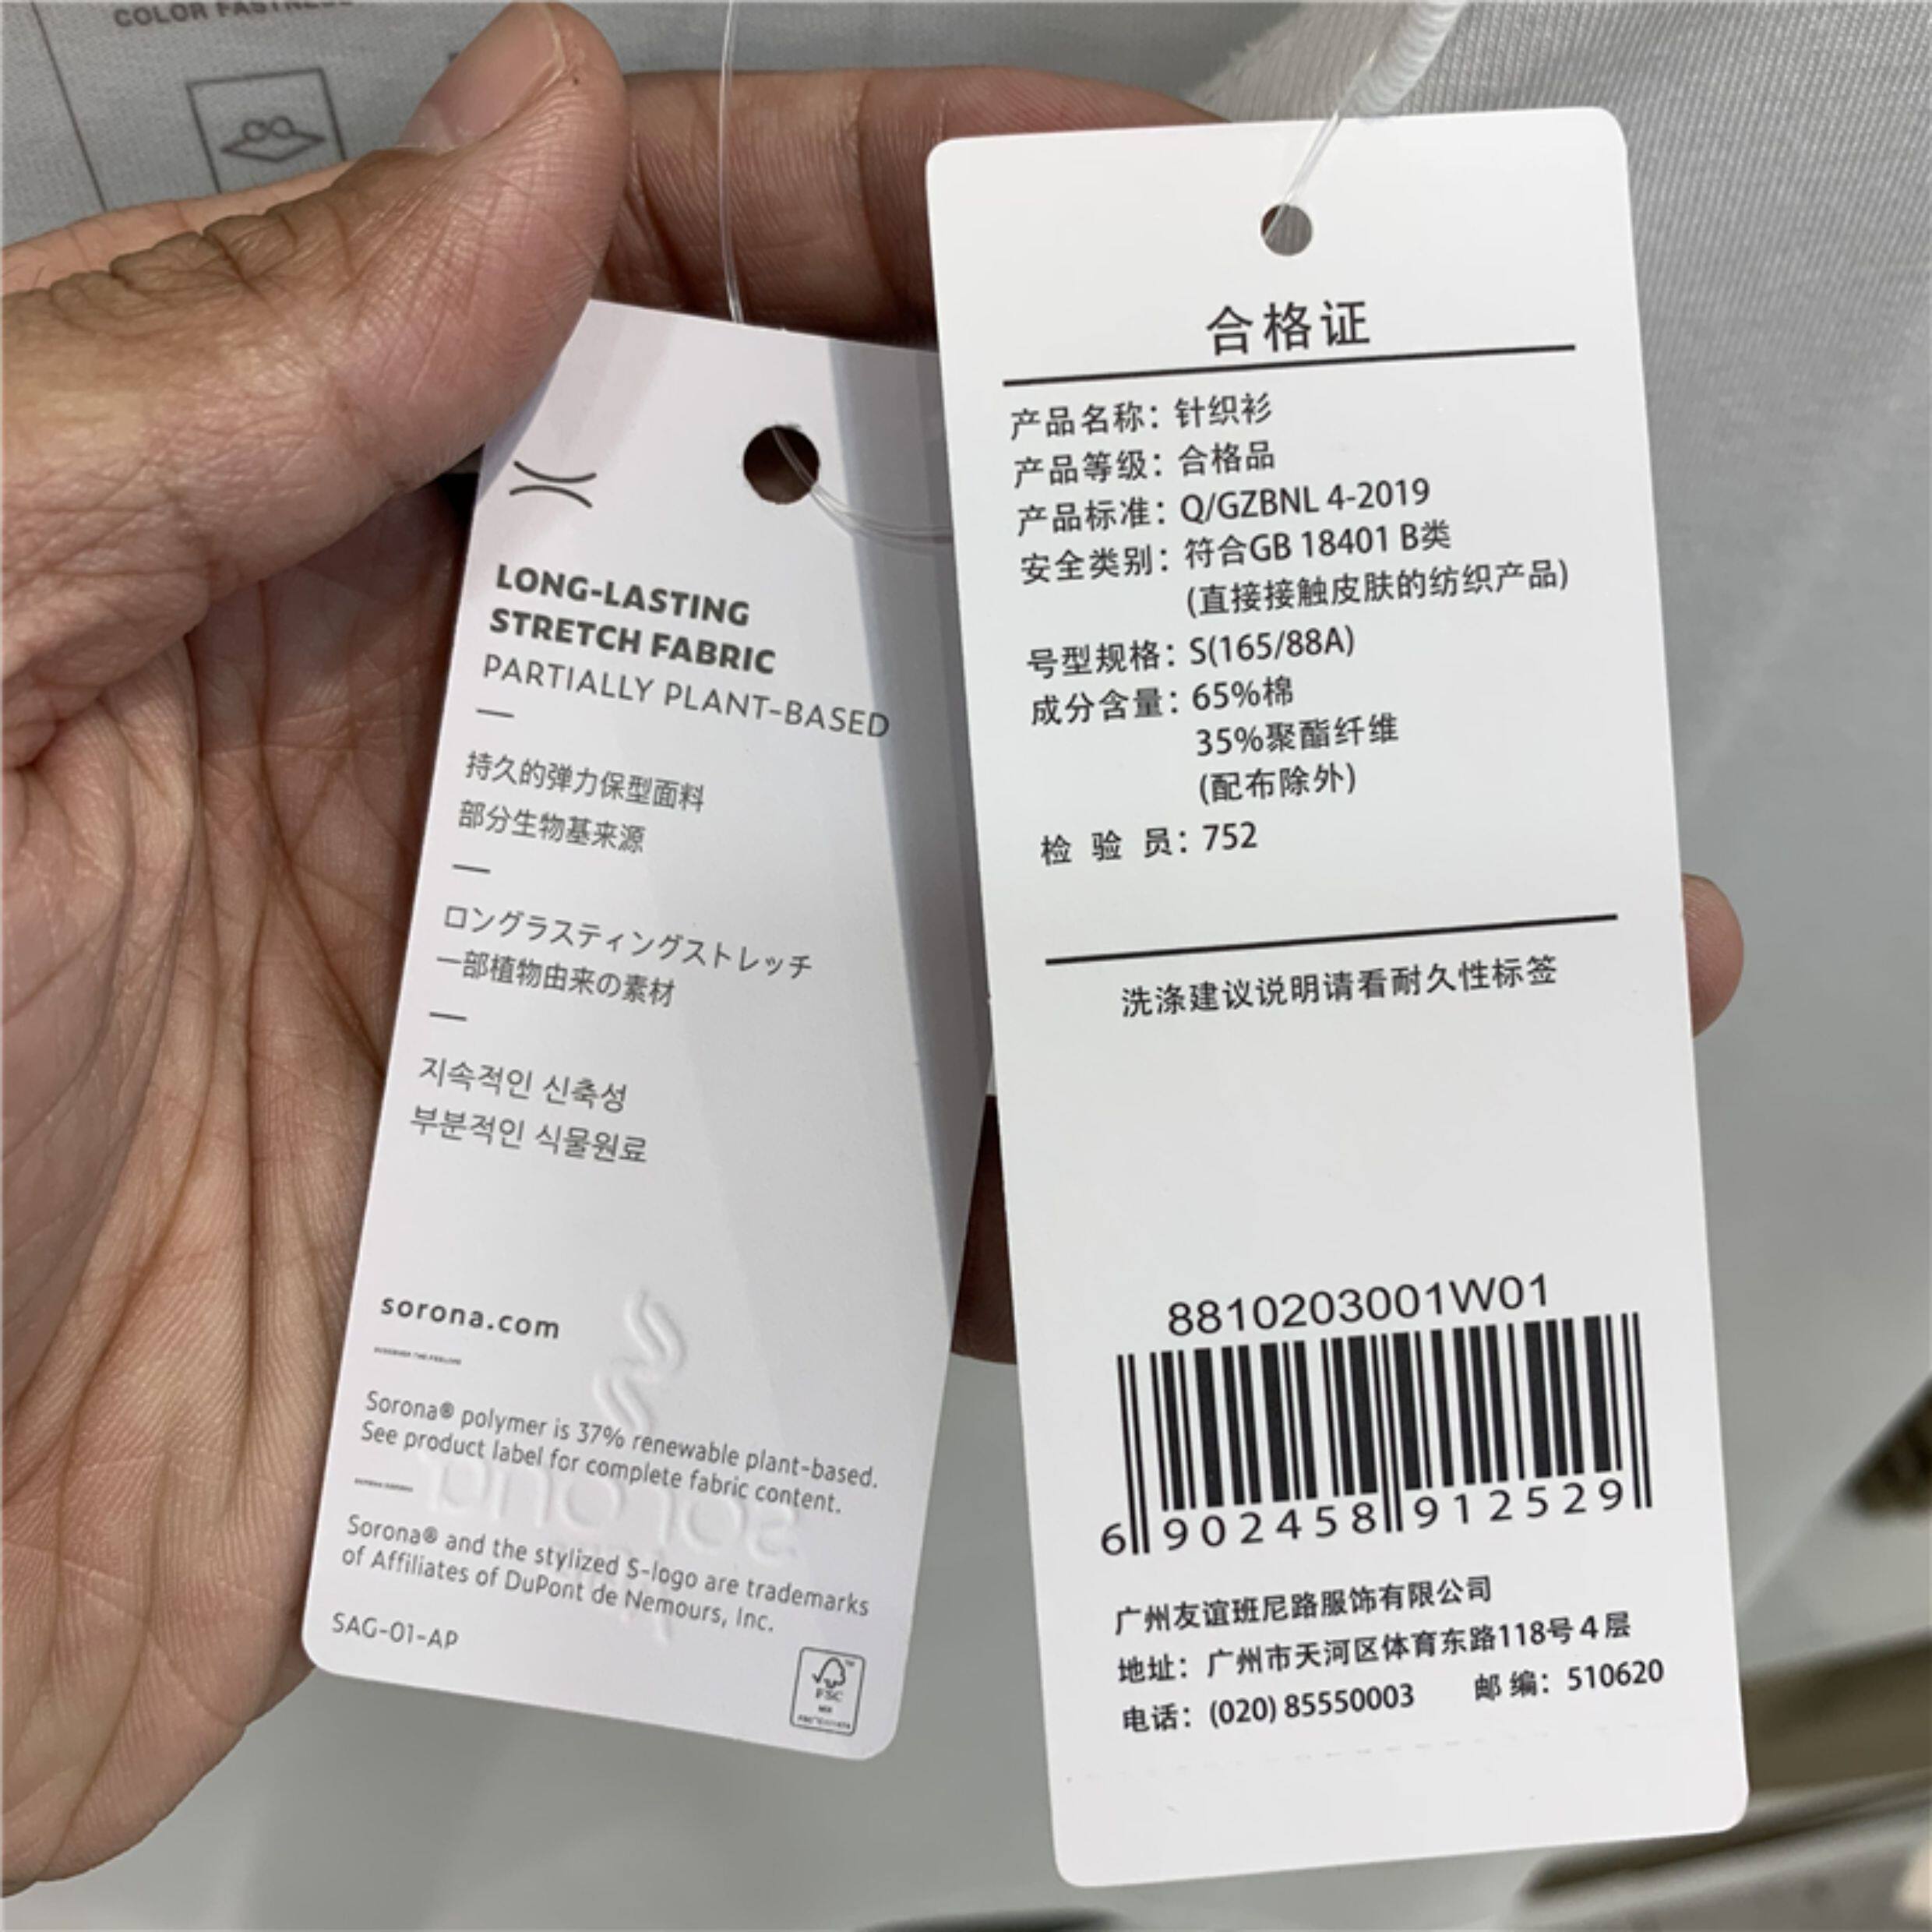 COLOR FASTNESS
LONG-LASTING
STRETCH FABRIC
PARTIALLY PLANT-BASED
持久的弹力保型面料
部分生物基来源
ロングラスティングストレッチ
一部植物由来の素材
지속적인 신축성
부분적인 식물원료
sorona.com
Sorona® polymer is 37% renewable plant-based.
See product label for complete fabric content.
Sorona® and the stylized S-logo are trademarks
of Affiliates of DuPont de Nemours, Inc.
SAG-01-AP
FSC
sorona
合格证
产品名称：针织衫
产品等级：合格品
产品标准：Q/GZBNL 4-2019
安全类别：符合GB 18401 B类
(直接接触皮肤的纺织产品)
号型规格：S(165/88A)
成分含量：65%棉
35%聚酯纤维
(配布除外)
检 验 员：752
洗涤建议说明请看耐久性标签
8810203001W01
6 902458 912529
广州友谊班尼路服饰有限公司
地址：广州市天河区体育东路118号4层
电话：(020) 85550003 邮 编：510620